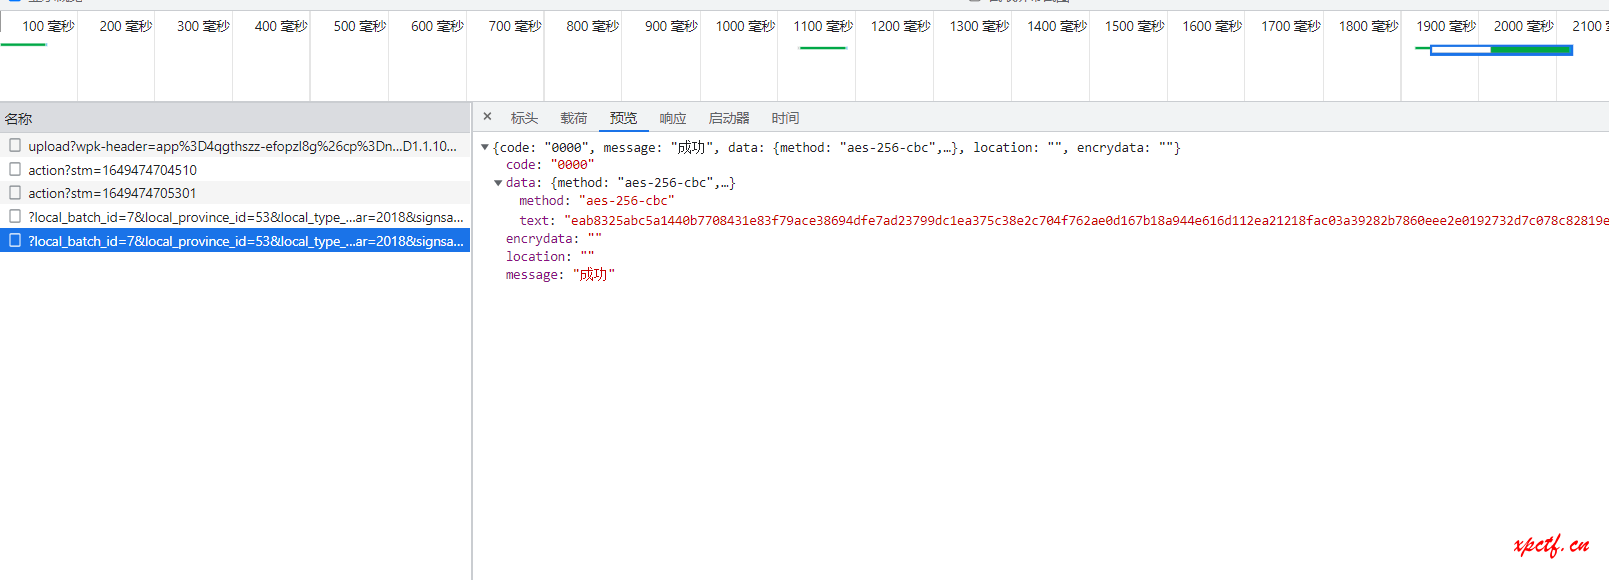 100 毫秒 200 毫秒 300 毫秒 400 毫秒 500 毫秒 600 毫秒 700 毫秒 800 毫秒 900 毫秒 1000 毫秒 1100 毫秒 1200 毫秒 1300 毫秒 1400 毫秒 1500 毫秒 1600 毫秒 1700 毫秒 1800 毫秒 1900 毫秒 2000 毫秒 2100
名称
× 标头 载荷 预览 响应 启动器 时间
upload?wpk-header=app%3D4qgthszz-efopzl8g%26cp%3Dn...D1.1.10...
action?stm=1649474704510
action?stm=1649474705301
?local_batch_id=7&local_province_id=53&local_type_...ar=2018&signsa...
?local_batch_id=7&local_province_id=53&local_type_...ar=2018&signsa...
{code: "0000", message: "成功", data: {method: "aes-256-cbc",…}, location: "", encrydata: ""}
code: "0000"
data: {method: "aes-256-cbc",…}
method: "aes-256-cbc"
text: "eab8325abc5a1440b7708431e83f79ace38694dfe7ad23799dc1ea375c38e2c704f762ae0d167b18a944e616d112ea21218fac03a39282b7860eee2e0192732d7c078c82819e
encrydata: ""
location: ""
message: "成功"
xpctf.cn